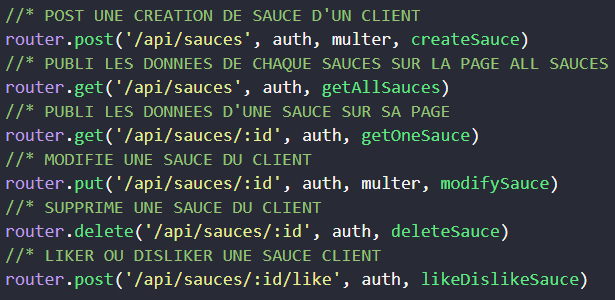 //* POST UNE CREATION DE SAUCE D'UN CLIENT
router.post('/api/sauces', auth, multer, createSauce)
//* PUBLI LES DONNEES DE CHAQUE SAUCES SUR LA PAGE ALL SAUCES
router.get('/api/sauces', auth, getAllSauces)
//* PUBLI LES DONNEES D'UNE SAUCE SUR SA PAGE
router.get('/api/sauces/:id', auth, getOneSauce)
//* MODIFIE UNE SAUCE DU CLIENT
router.put('/api/sauces/:id', auth, multer, modifySauce)
//* SUPPRIME UNE SAUCE DU CLIENT
router.delete('/api/sauces/:id', auth, deleteSauce)
//* LIKER OU DISLIKER UNE SAUCE CLIENT
router.post('/api/sauces/:id/like', auth, likeDislikeSauce)